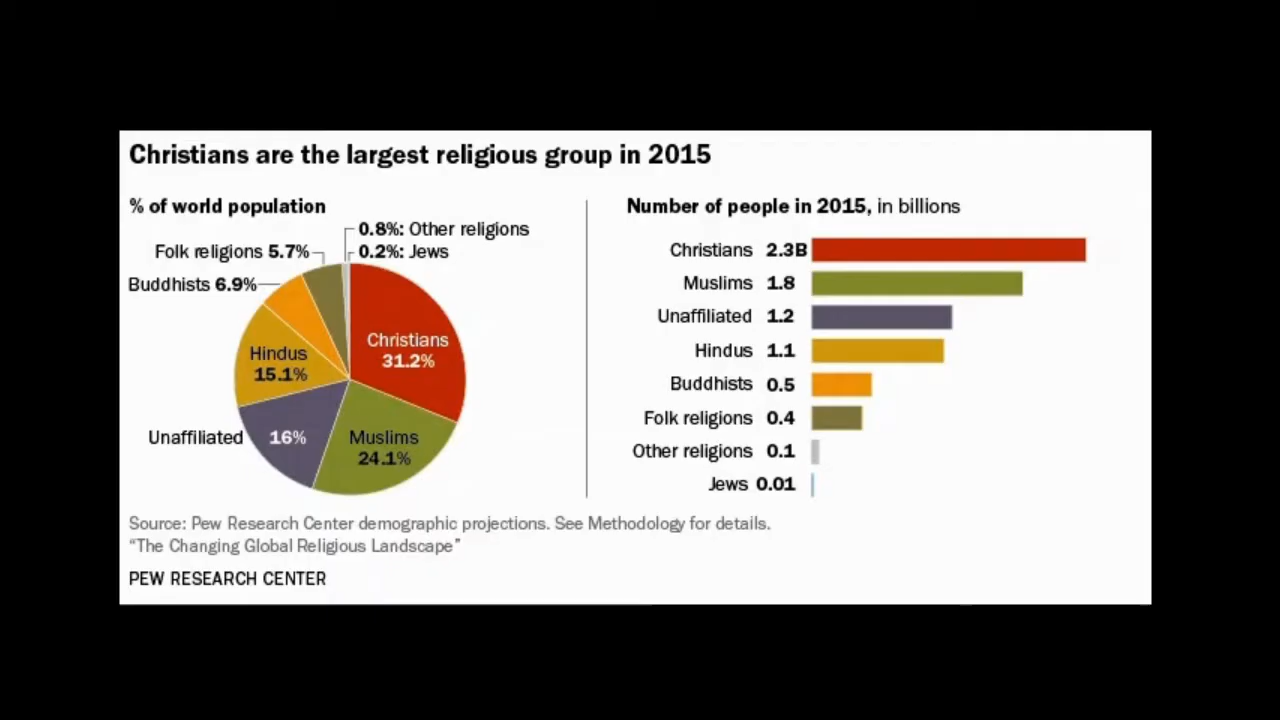 Christians are the largest religious group in 2015
% of world population
0.8%: Other religions
Folk religions 5.7%
0.2%: Jews
Buddhists 6.9%
Christians
31.2%
Hindus
15.1%
Unaffiliated 16%
Muslims
24.1%
Number of people in 2015, in billions
Christians 2.3B
Muslims 1.8
Unaffiliated 1.2
Hindus 1.1
Buddhists 0.5
Folk religions 0.4
Other religions 0.1
Jews 0.01
Source: Pew Research Center demographic projections. See Methodology for details.
“The Changing Global Religious Landscape”
PEW RESEARCH CENTER